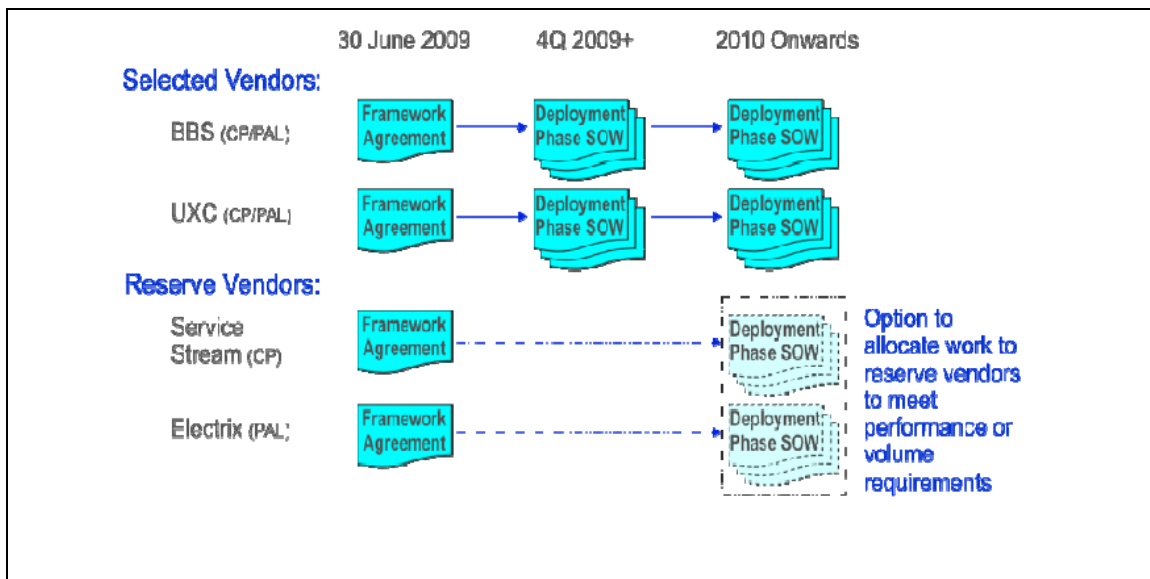 30 June 2009 4Q 2009+ 2010 Onwards
Selected Vendors:
BBS (CP/PAL)
Framework
Agreement
Deployment
Phase SOW
Deployment
Phase SOW
UXC (CP/PAL)
Framework
Agreement
Deployment
Phase SOW
Deployment
Phase SOW
Reserve Vendors:
Service
Stream (CP)
Framework
Agreement
Deployment
Phase SOW
Electrix (PAL)
Framework
Agreement
Deployment
Phase SOW
Option to
allocate work to
reserve vendors
to meet
performance or
volume
requirements